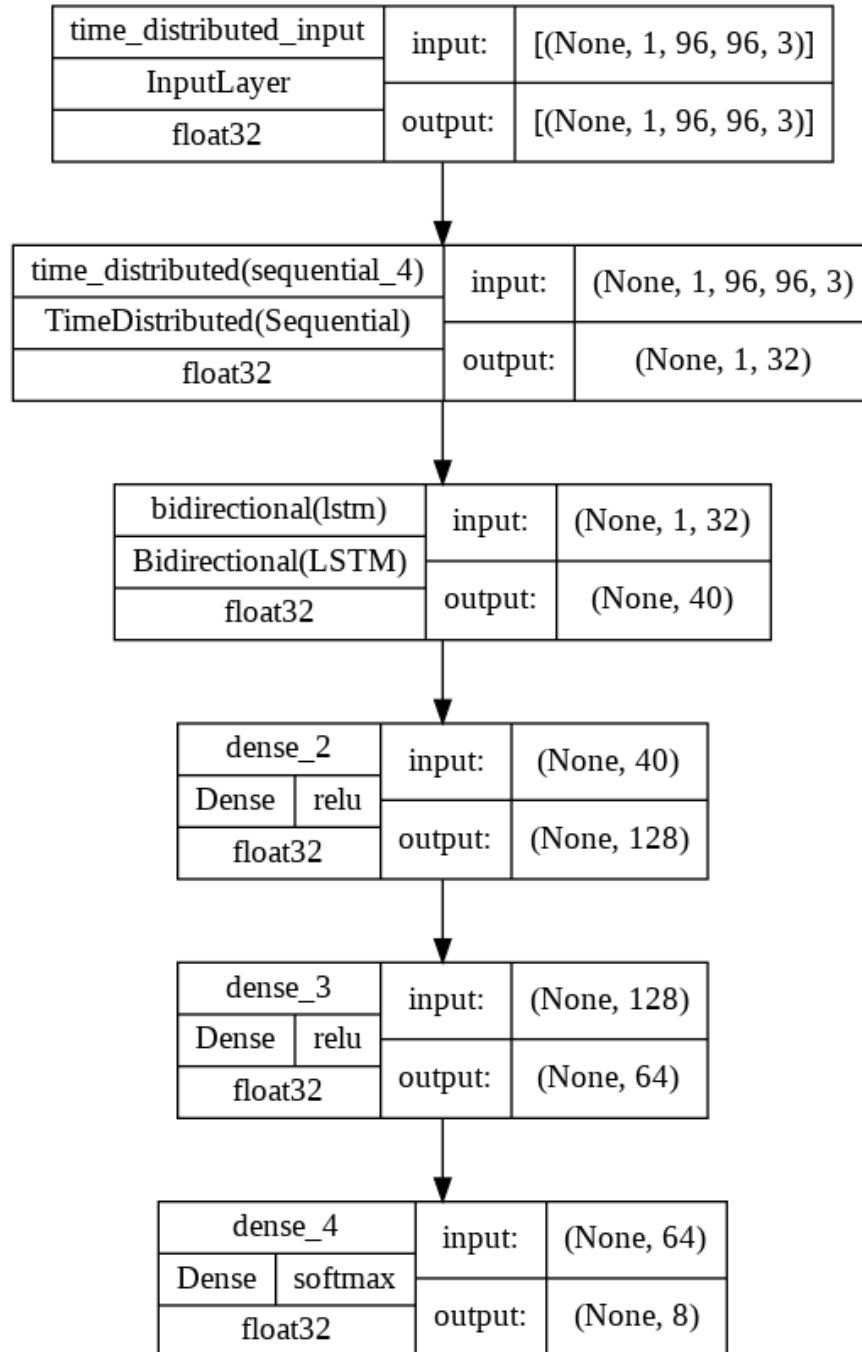 time_distributed_input
InputLayer
float32
input: [(None, 1, 96, 96, 3)]
output: [(None, 1, 96, 96, 3)]
time_distributed(sequential_4)
TimeDistributed(Sequential)
float32
input: (None, 1, 96, 96, 3)
output: (None, 1, 32)
bidirectional(lstm)
Bidirectional(LSTM)
float32
input: (None, 1, 32)
output: (None, 40)
dense_2
Dense relu
float32
input: (None, 40)
output: (None, 128)
dense_3
Dense relu
float32
input: (None, 128)
output: (None, 64)
dense_4
Dense softmax
float32
input: (None, 64)
output: (None, 8)